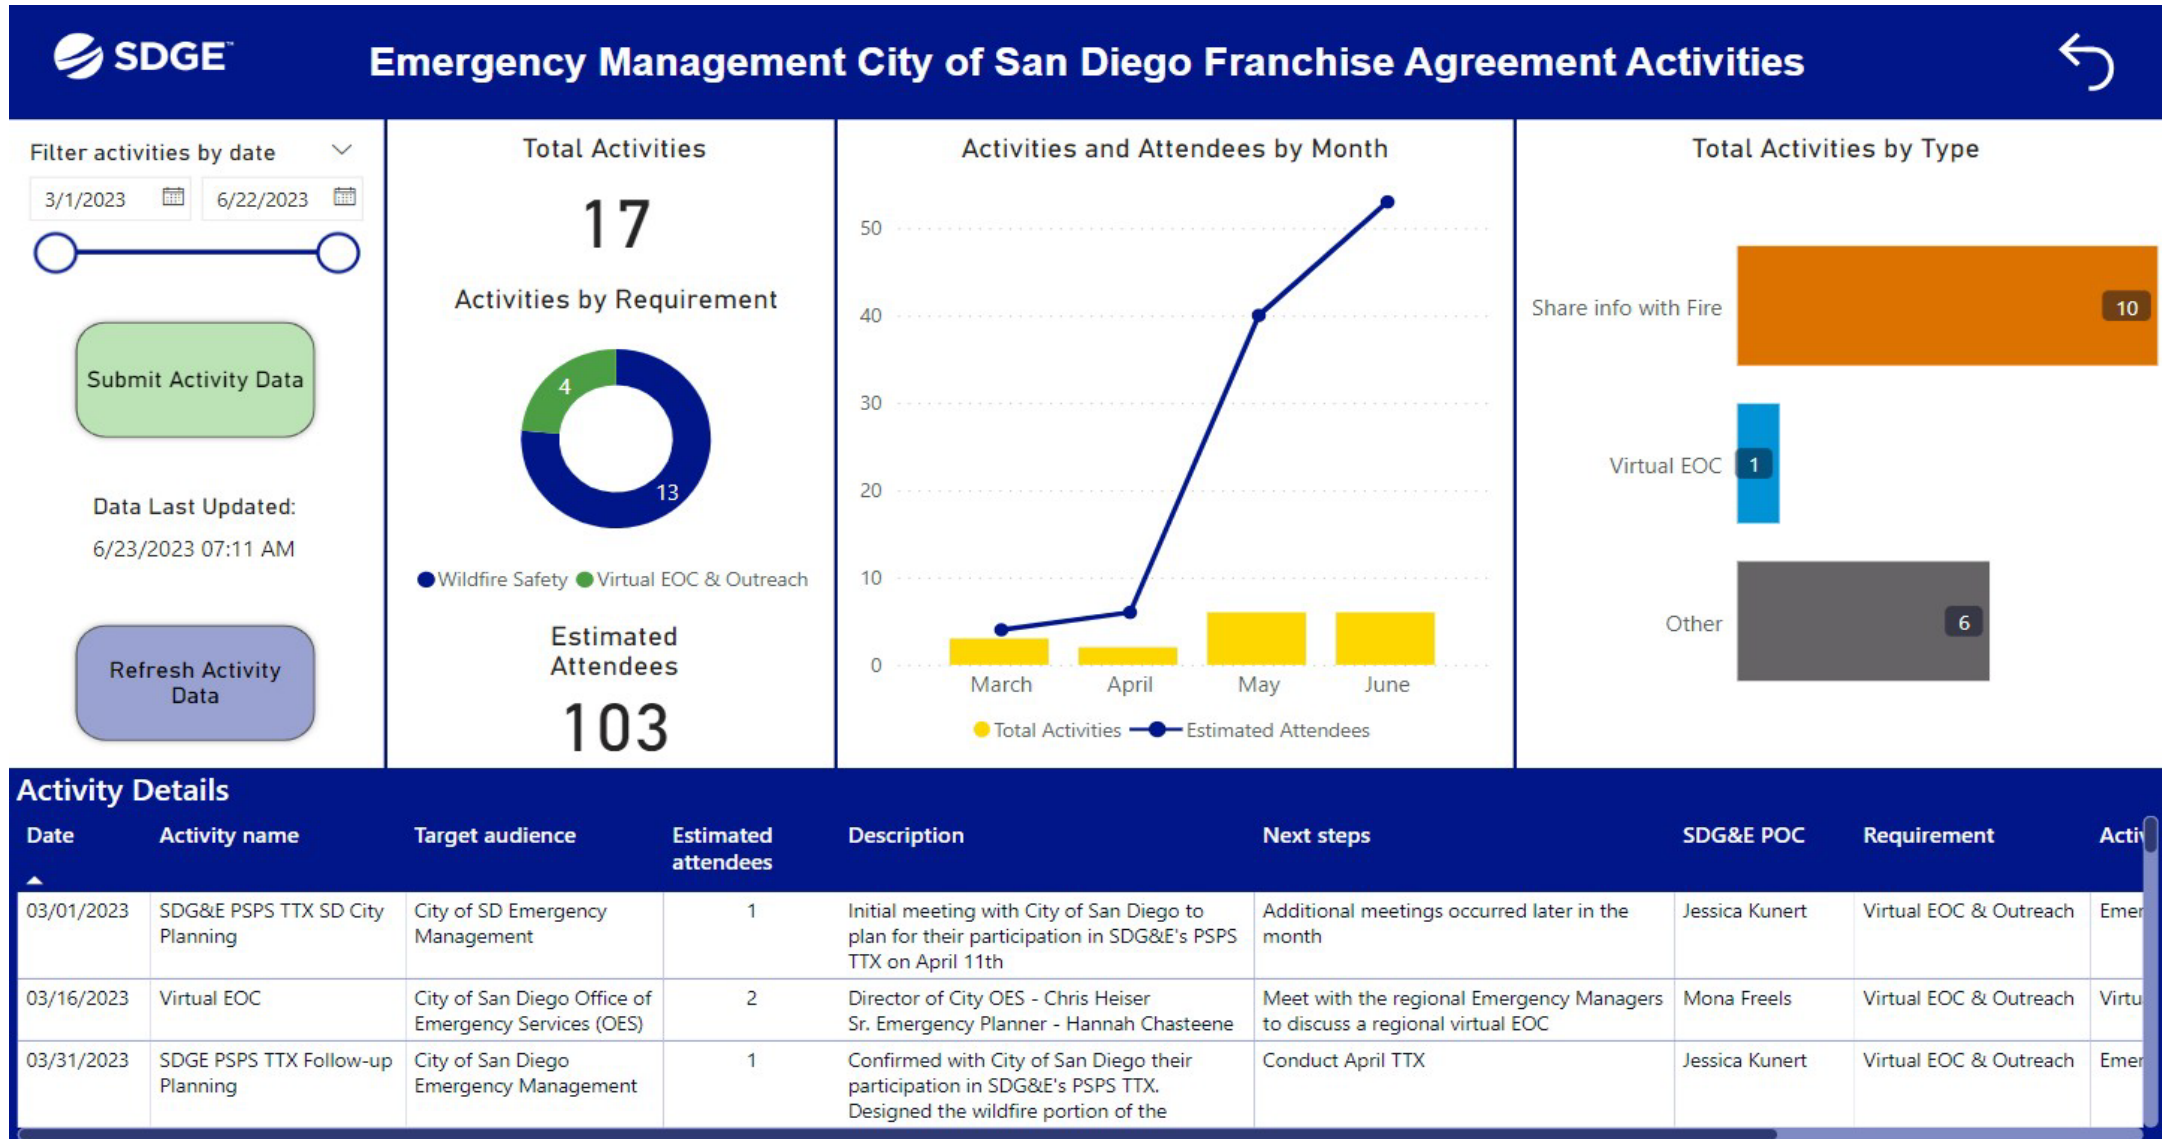 SDGE™
Emergency Management City of San Diego Franchise Agreement Activities
Filter activities by date
3/1/2023
6/22/2023
Submit Activity Data
Data Last Updated:
6/23/2023 07:11 AM
Refresh Activity
Data
Total Activities
17
Activities by Requirement
4
13
Wildfire Safety
Virtual EOC & Outreach
Estimated
Attendees
103
Activities and Attendees by Month
50
40
30
20
10
0
March
April
May
June
Total Activities
Estimated Attendees
Total Activities by Type
Share info with Fire
10
Virtual EOC
1
Other
6
Activity Details
Date
Activity name
Target audience
Estimated
attendees
Description
Next steps
SDG&E POC
Requirement
Activ
03/01/2023
SDG&E PSPS TTX SD City
Planning
City of SD Emergency
Management
1
Initial meeting with City of San Diego to
plan for their participation in SDG&E's PSPS
TTX on April 11th
Additional meetings occurred later in the
month
Jessica Kunert
Virtual EOC & Outreach
Emer
03/16/2023
Virtual EOC
City of San Diego Office of
Emergency Services (OES)
2
Director of City OES - Chris Heiser
Sr. Emergency Planner - Hannah Chasteene
Meet with the regional Emergency Managers
to discuss a regional virtual EOC
Mona Freels
Virtual EOC & Outreach
Virtu
03/31/2023
SDGE PSPS TTX Follow-up
Planning
City of San Diego
Emergency Management
1
Confirmed with City of San Diego their
participation in SDG&E's PSPS TTX.
Designed the wildfire portion of the
Conduct April TTX
Jessica Kunert
Virtual EOC & Outreach
Emer